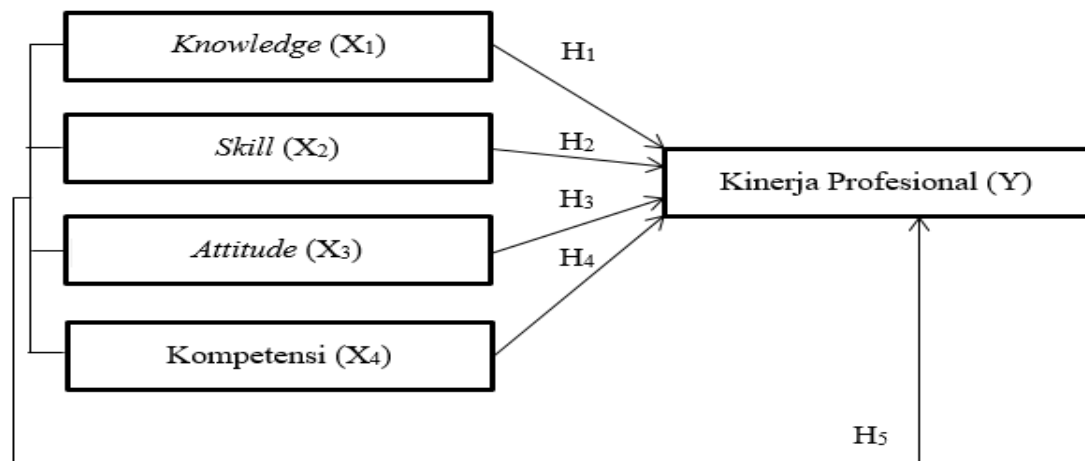 Knowledge (X₁)
H₁
Skill (X₂)
H₂
Kinerja Profesional (Y)
H₃
Attitude (X₃)
H₄
Kompetensi (X₄)
H₅